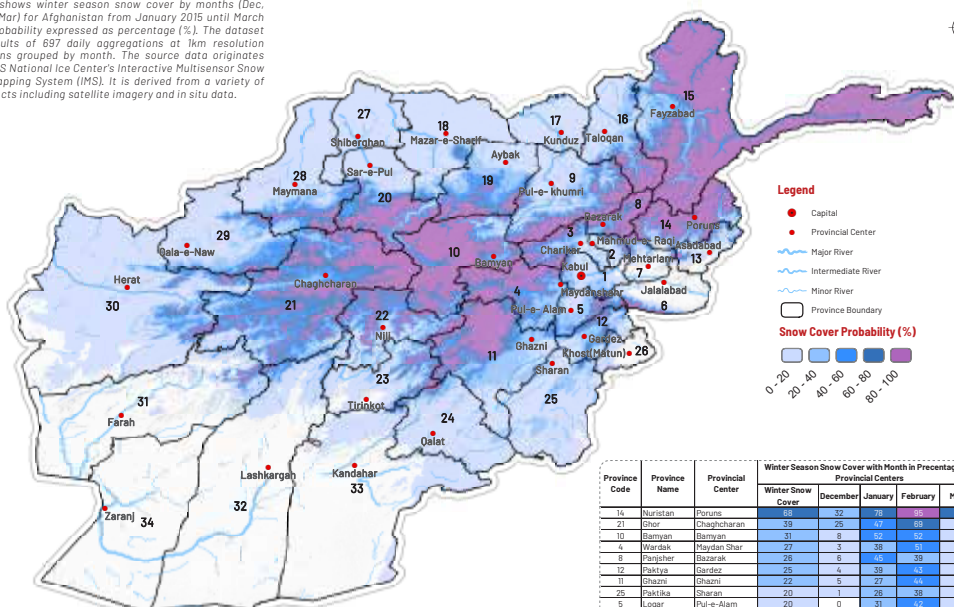 shows winter season snow cover by months (Dec,
Mar) for Afghanistan from January 2015 until March
obability expressed as percentage (%). The dataset
ults of 697 daily aggregations at 1km resolution
ns grouped by month. The source data originates
S National Ice Center's Interactive Multisensor Snow
apping System (IMS). It is derived from a variety of
cts including satellite imagery and in situ data.
15
Fayzabad
27
Shiberghan
18
Mazar-e-Sharif
17
Kunduz
16
Taloqan
Aybak
Sar-e-Pul
28
Maymana
19
9
Pul-e- khumri
20
8
Bazarak
14
Poruns
29
Qala-e-Naw
3
Charikar
Mahmud-e- Raqi
Asadabad
2
10
Bamyan
Mehtarlam
13
Kabul
7
1
Herat
30
Chaghcharan
21
4
Maydanshahr
Jalalabad
6
Pul-e- Alam
5
22
Nili
12
Gardez
Ghazni
Khost(Matun)
26
11
Sharan
23
Tirinkot
25
31
Farah
24
Qalat
Lashkargah
Kandahar
33
32
Zaranj
34
Legend
Capital
Provincial Center
Major River
Intermediate River
Minor River
Province Boundary
Snow Cover Probability (%)
0 - 20
20 - 40
40 - 60
60 - 80
80 - 100
Winter Season Snow Cover with Month in Precentag
Provincial Centers
Province Code Province Name Provincial Center Winter Snow Cover December January February M
14 Nuristan Poruns 68 32 78 95
21 Ghor Chaghcharan 39 25 47 69
10 Bamyan Bamyan 31 8 52 52
4 Wardak Maydan Shar 27 3 38 51
8 Panjsher Bazarak 26 6 45 39
12 Paktya Gardez 25 4 39 43
11 Ghazni Ghazni 22 5 27 44
25 Paktika Sharan 20 1 26 38
5 Logar Pul-e-Alam 20 0 31 42